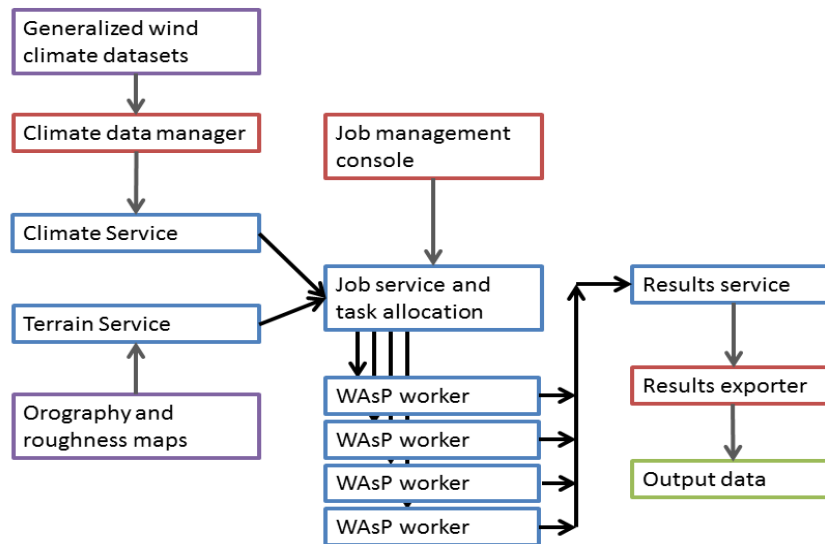 Generalized wind
climate datasets
Climate data manager
Climate Service
Terrain Service
Orography and
roughness maps
Job management
console
Job service and
task allocation
WAsP worker
WAsP worker
WAsP worker
WAsP worker
Results service
Results exporter
Output data